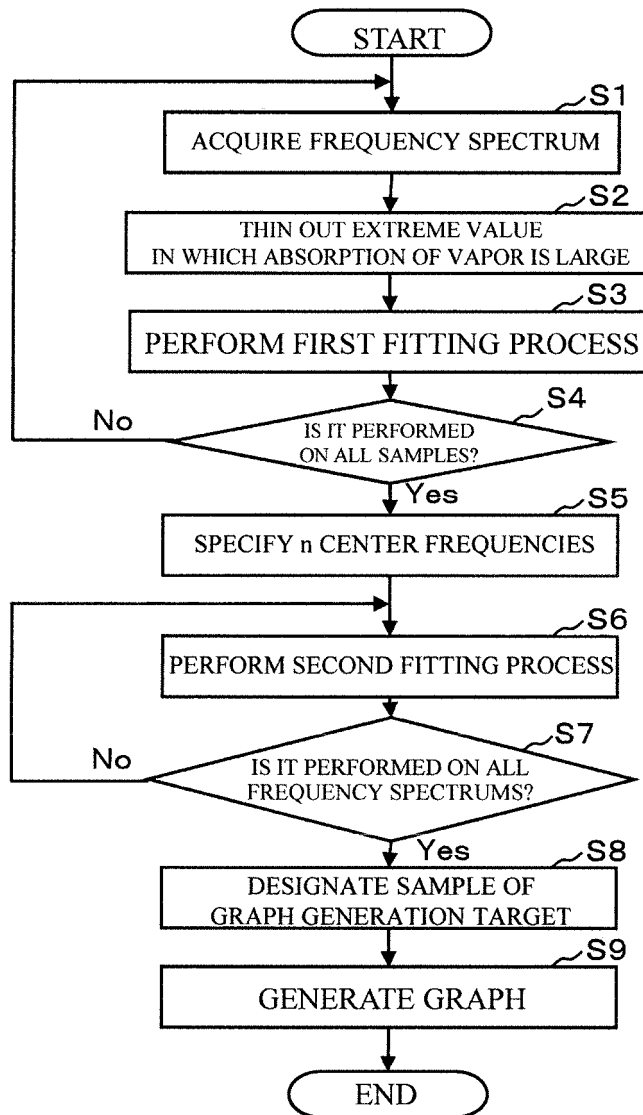 START
S1
ACQUIRE FREQUENCY SPECTRUM
S2
THIN OUT EXTREME VALUE
IN WHICH ABSORPTION OF VAPOR IS LARGE
S3
PERFORM FIRST FITTING PROCESS
S4
No
IS IT PERFORMED
ON ALL SAMPLES?
Yes
S5
SPECIFY n CENTER FREQUENCIES
S6
PERFORM SECOND FITTING PROCESS
S7
No
IS IT PERFORMED ON ALL
FREQUENCY SPECTRUMS?
Yes
S8
DESIGNATE SAMPLE OF
GRAPH GENERATION TARGET
S9
GENERATE GRAPH
END